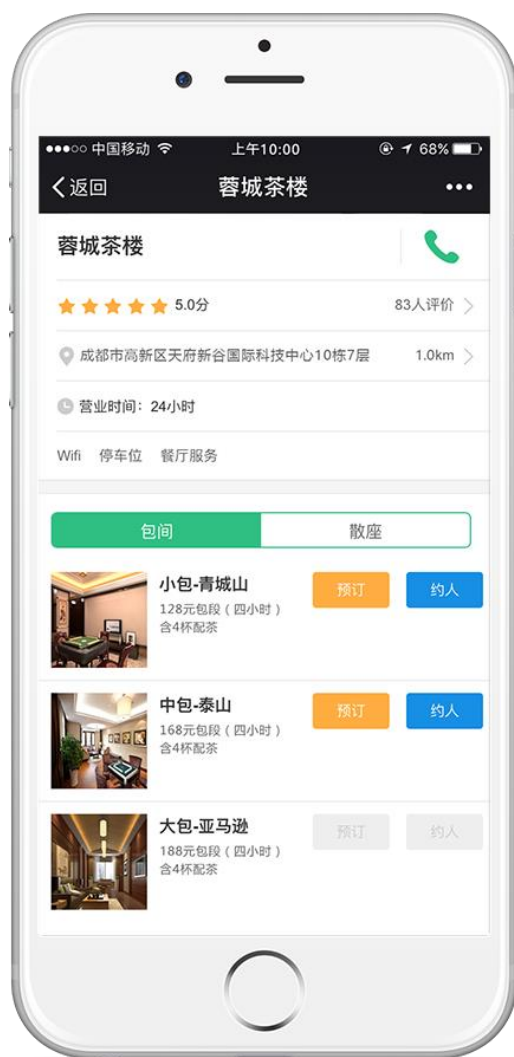 ●●●○○ 中国移动 上午10:00 68%
返回 蓉城茶楼 •••
蓉城茶楼
5.0分 83人评价
成都市高新区天府新谷国际科技中心10栋7层 1.0km
营业时间：24小时
Wifi 停车位 餐厅服务
包间 散座
小包-青城山 预订 约人
128元包段（四小时）
含4杯配茶
中包-泰山 预订 约人
168元包段（四小时）
含4杯配茶
大包-亚马逊 预订 约人
188元包段（四小时）
含4杯配茶